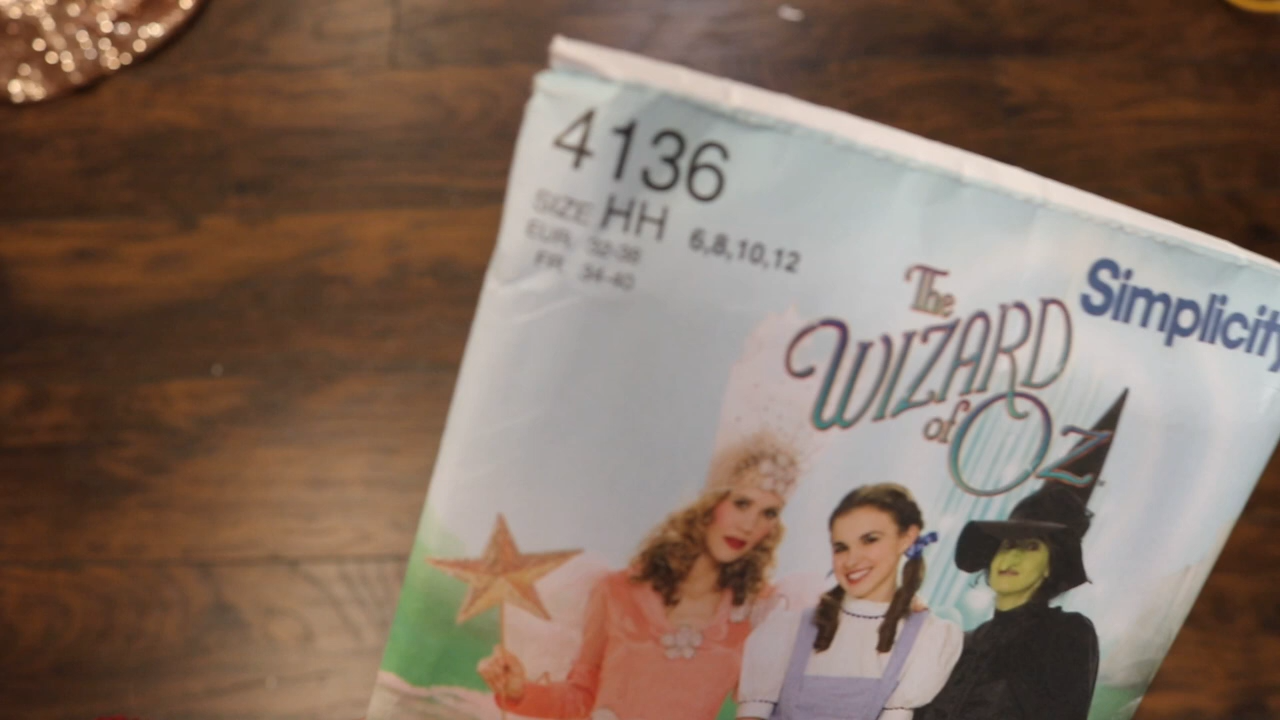 4136
SIZE HH 6,8,10,12
EUR 32-38
FR 34-40
Simplicity
The
WIZARD
of OZ